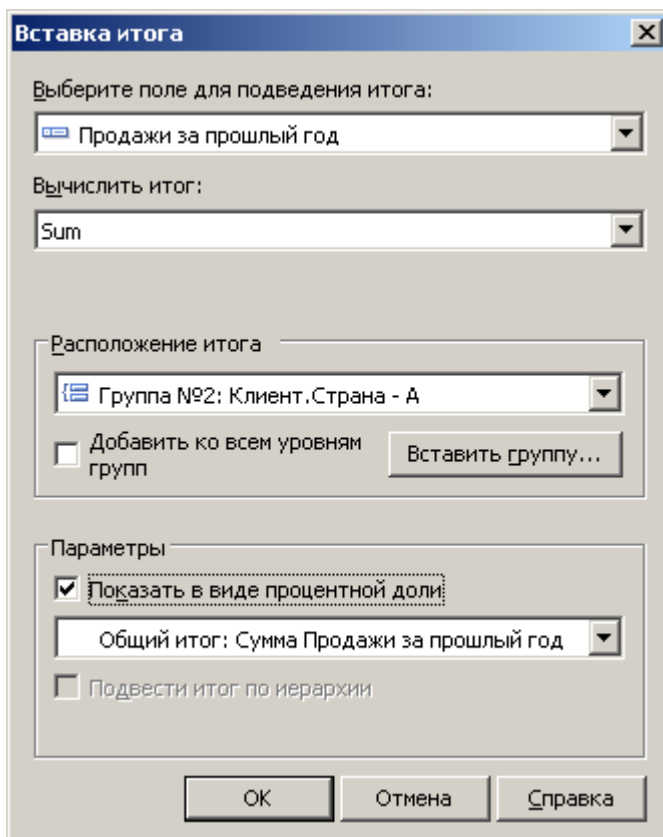 Вставка итога
Выберите поле для подведения итога:
Продажи за прошлый год
Вычислить итог:
Sum
Расположение итога
Группа №2: Клиент.Страна - А
Добавить ко всем уровням
групп
Вставить группу...
Параметры
Показать в виде процентной доли
Общий итог: Сумма Продажи за прошлый год
Подвести итог по иерархии
ОК
Отмена
Справка